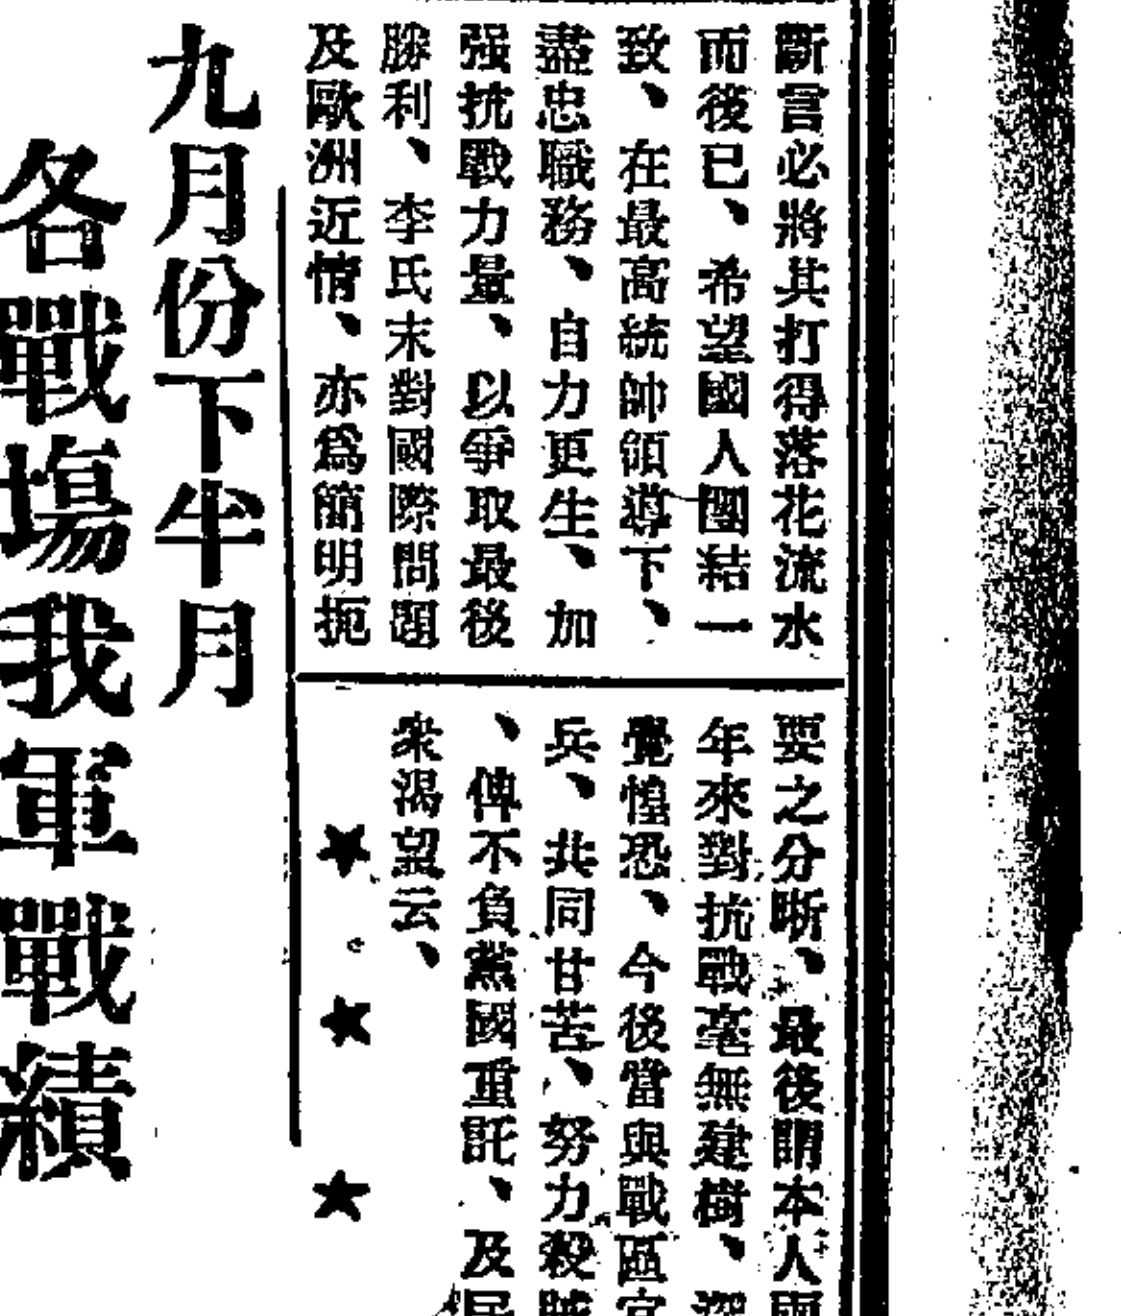 斷言必將其打得落花流水
而後已、希望國人團結一
致、在最高統帥領導下、
盡忠職務、自力更生、加
强抗戰力量、以爭取最後
勝利、李氏末對國際問題
及歐洲近情、亦爲簡明扼
要之分晣、最後謂本人兩
年來對抗戰毫無建樹、深
覺惶恐、今後當與戰區官
兵、共同甘苦、努力殺賊
、俾不負黨國重託、及民
衆渴望云、
★ ★ ★
九月份下半月
各戰塲我軍戰績